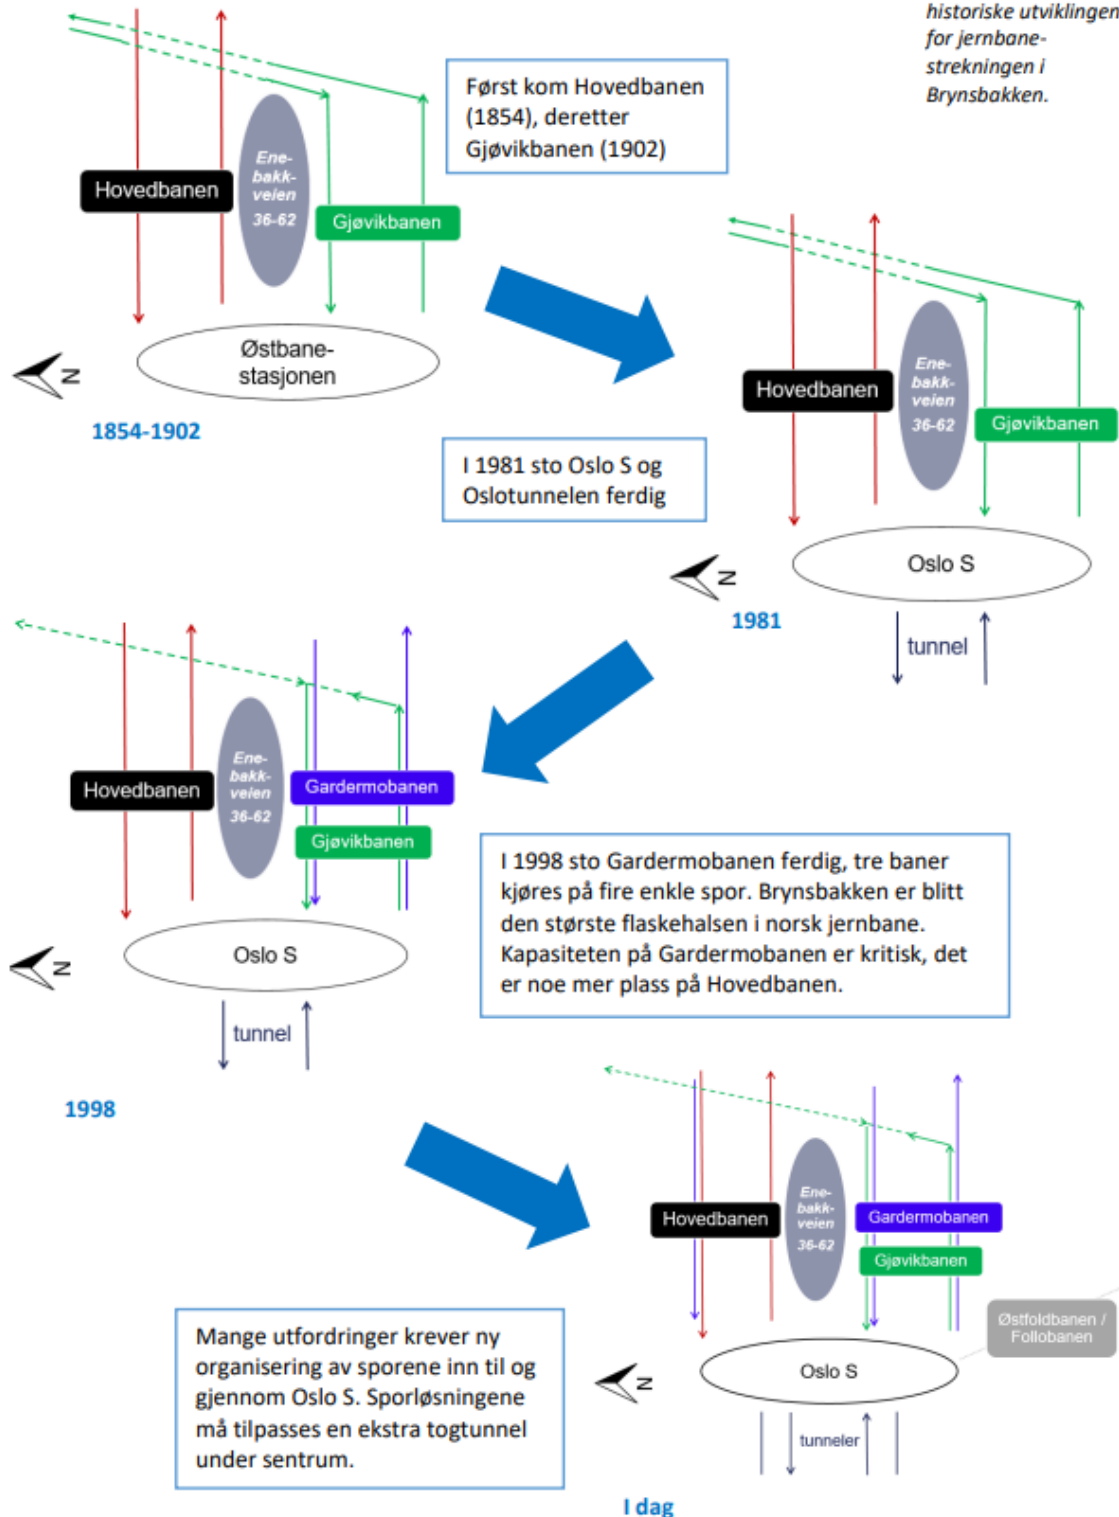 historiske utviklingen
for jernbane-
strekningen i
Brynsbakken.
Først kom Hovedbanen
(1854), deretter
Gjøvikbanen (1902)
Ene-
bakk-
veien
36-62
Hovedbanen
Gjøvikbanen
Østbane-
stasjonen
N
1854-1902
Ene-
bakk-
veien
36-62
Hovedbanen
Gjøvikbanen
I 1981 sto Oslo S og
Oslotunnelen ferdig
Oslo S
N
1981
tunnel
Ene-
bakk-
veien
36-62
Hovedbanen
Gardermobanen
Gjøvikbanen
I 1998 sto Gardermobanen ferdig, tre baner
kjøres på fire enkle spor. Brynsbakken er blitt
den største flaskehalsen i norsk jernbane.
Kapasiteten på Gardermobanen er kritisk, det
er noe mer plass på Hovedbanen.
Oslo S
N
tunnel
1998
Ene-
bakk-
veien
36-62
Hovedbanen
Gardermobanen
Gjøvikbanen
Østfoldbanen /
Follobanen
Mange utfordringer krever ny
organisering av sporene inn til og
gjennom Oslo S. Sporløsningene
må tilpasses en ekstra togtunnel
under sentrum.
Oslo S
N
tunneler
I dag